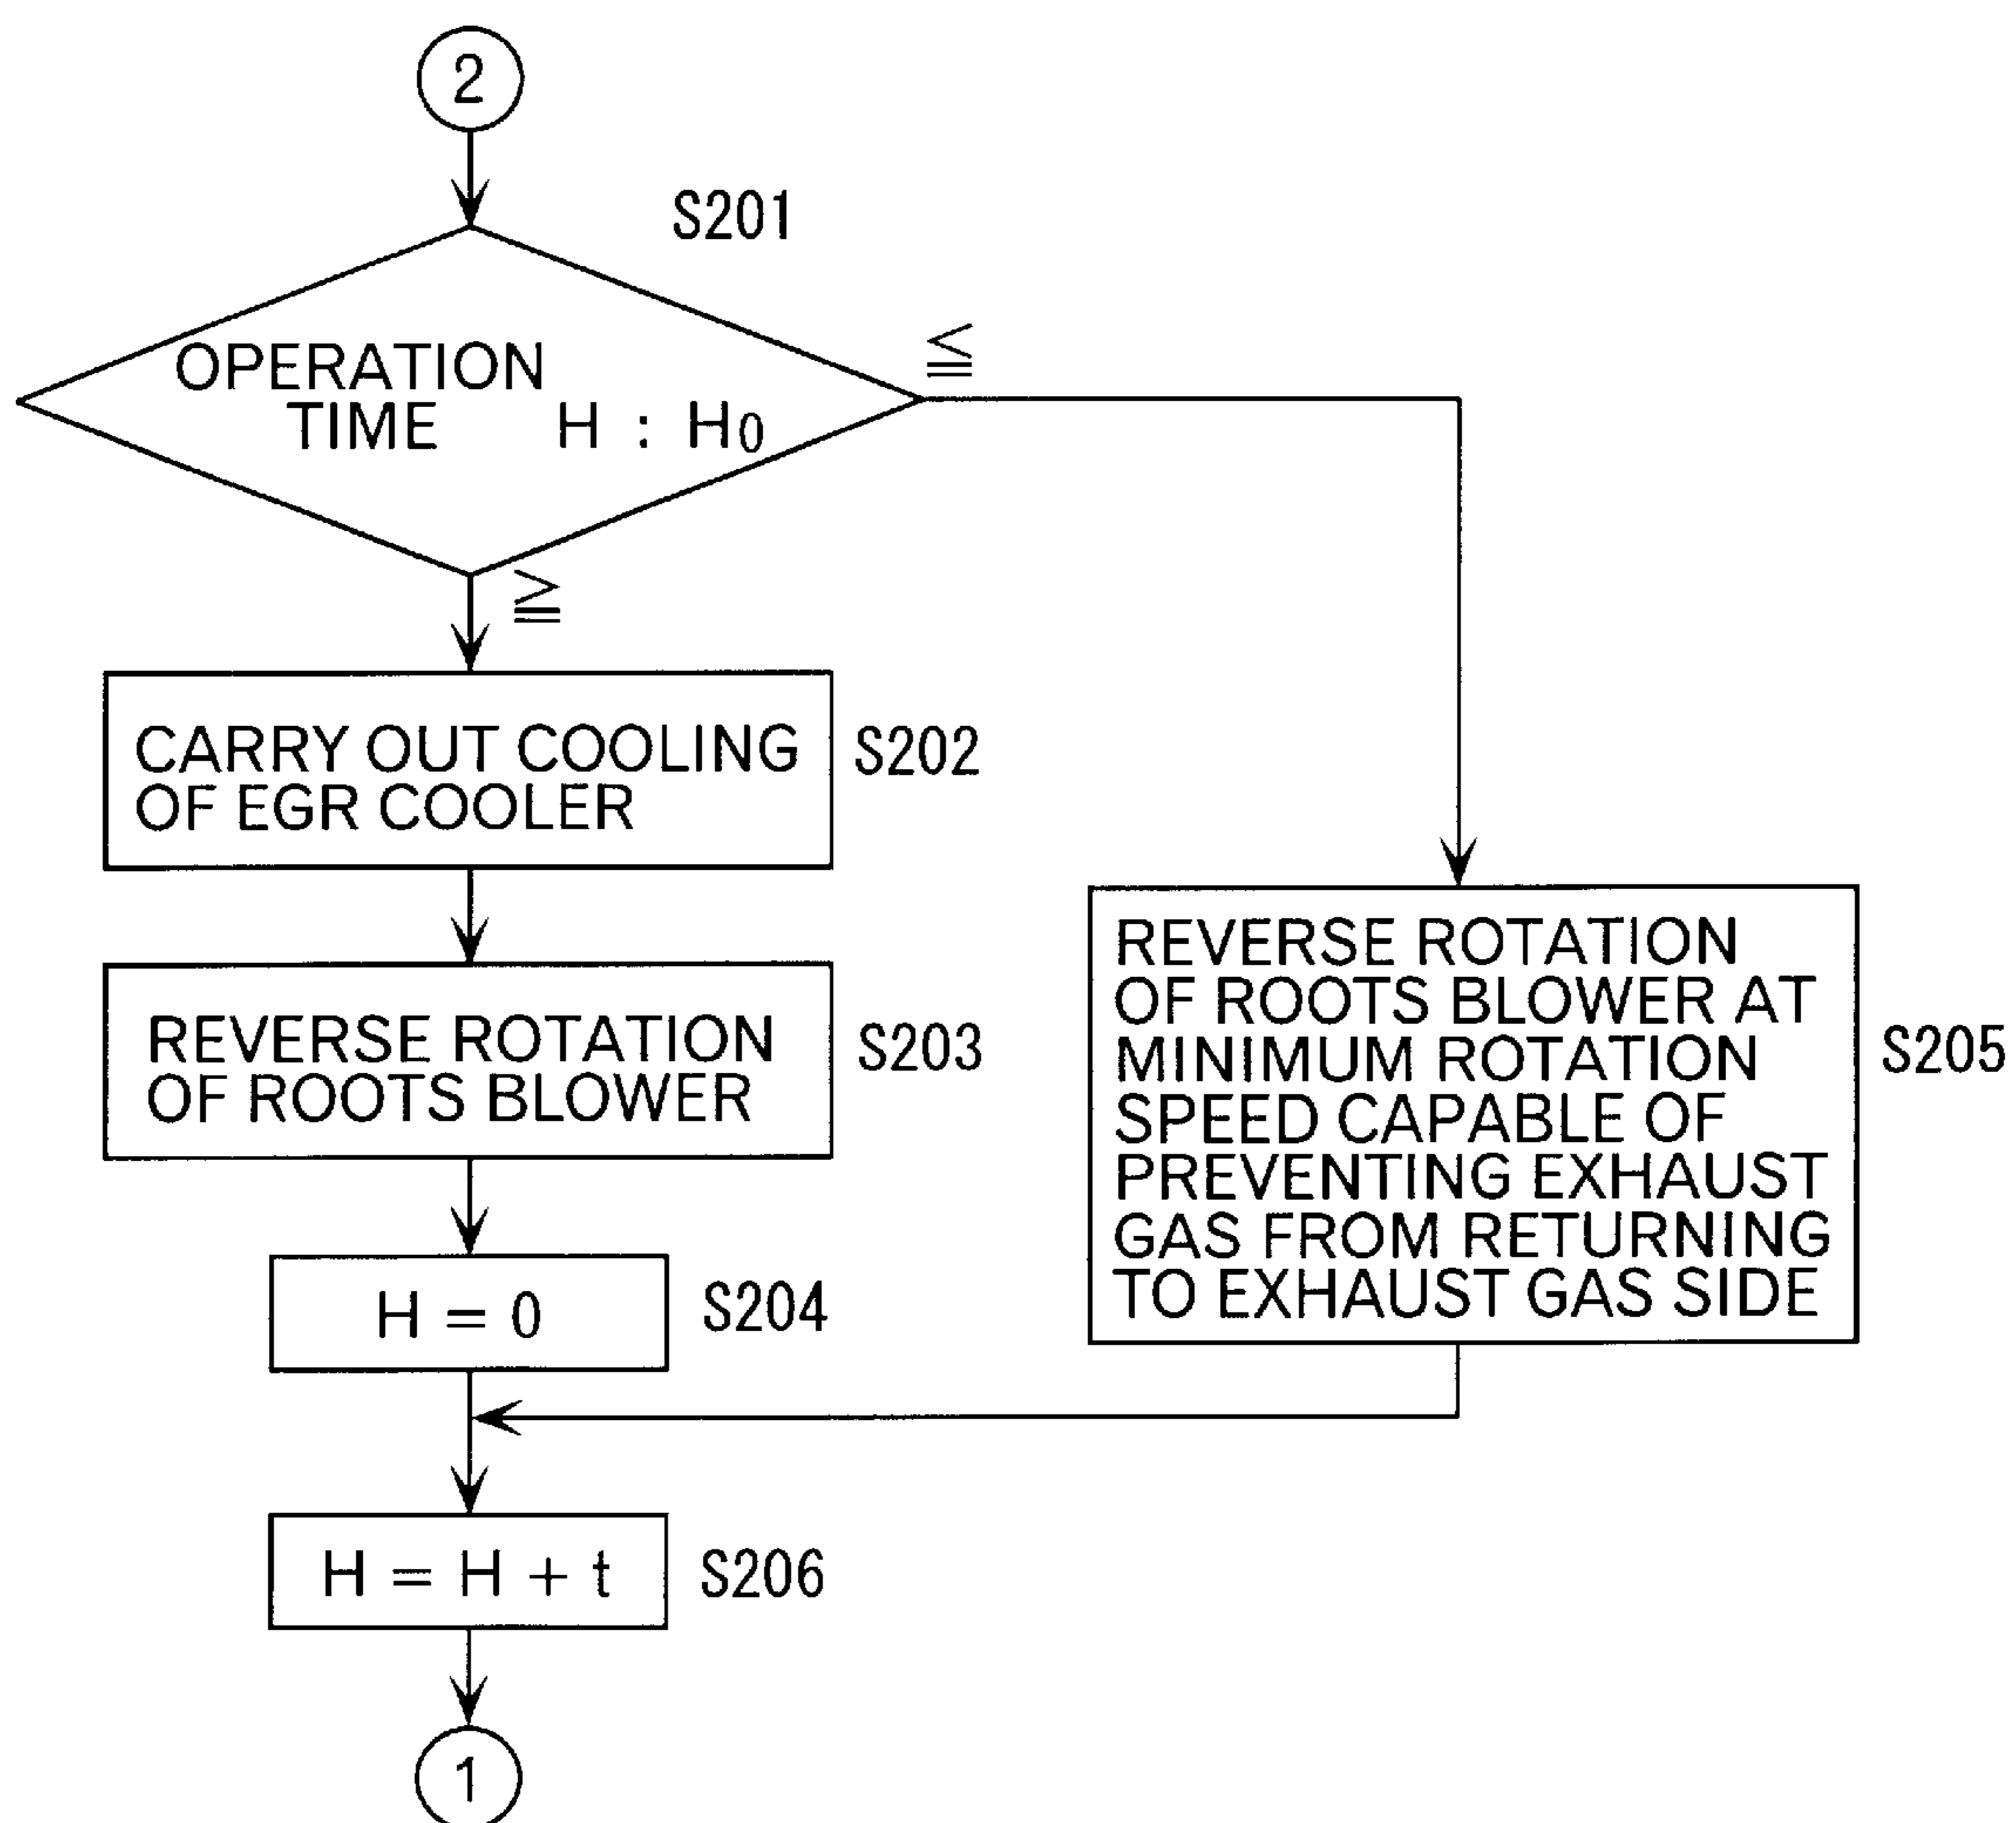 2
S201
OPERATION
TIME H : H0
≦
≧
CARRY OUT COOLING
OF EGR COOLER
S202
REVERSE ROTATION
OF ROOTS BLOWER
S203
H = 0
S204
REVERSE ROTATION
OF ROOTS BLOWER AT
MINIMUM ROTATION
SPEED CAPABLE OF
PREVENTING EXHAUST
GAS FROM RETURNING
TO EXHAUST GAS SIDE
S205
H = H + t
S206
1